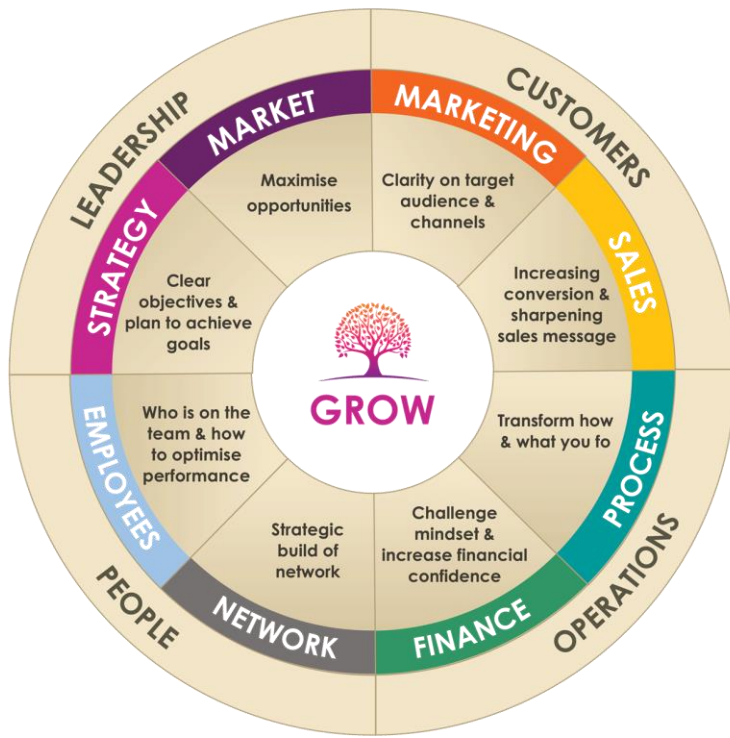 LEADERSHIP
CUSTOMERS
OPERATIONS
PEOPLE
MARKET
Maximise
opportunities
MARKETING
Clarity on target
audience &
channels
SALES
Increasing
conversion &
sharpening
sales message
PROCESS
Transform how
& what you fo
FINANCE
Challenge
mindset &
increase financial
confidence
NETWORK
Strategic
build of
network
EMPLOYEES
Who is on the
team & how
to optimise
performance
STRATEGY
Clear
objectives &
plan to achieve
goals
GROW